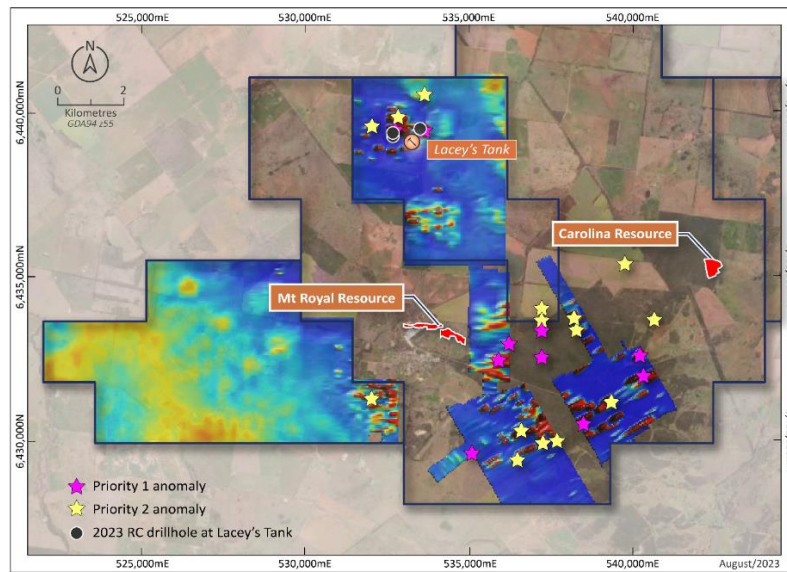 525,000mE 530,000mE 535,000mE 540,000mE
N
0 2
Kilometres
GDA94 z55
6,440,000mN
6,435,000mN
6,430,000mN
Lacey's Tank
Carolina Resource
Mt Royal Resource
Priority 1 anomaly
Priority 2 anomaly
2023 RC drillhole at Lacey's Tank
525,000mE 530,000mE 535,000mE 540,000mE
August/2023